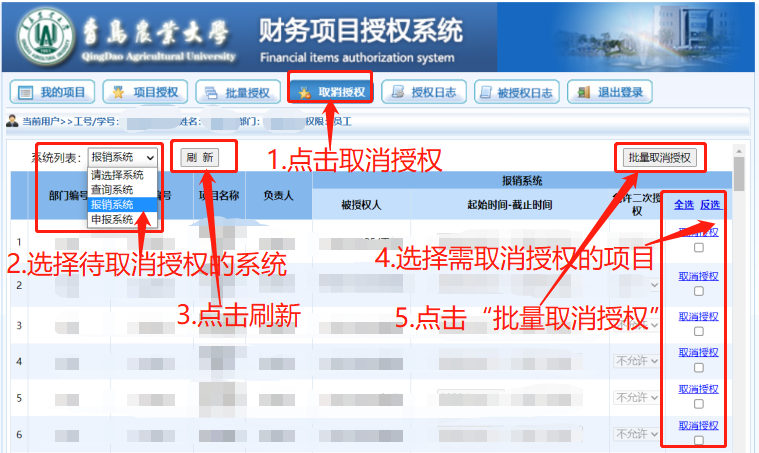 青岛农业大学
QingDao Agricultural University
财务项目授权系统
Financial items authorization system
我的项目 项目授权 批量授权 取消授权 授权日志 被授权日志 退出登录
当前用户>>工号/学号: 姓名: 部门: 权限:员工
系统列表: 报销系统 刷 新 批量取消授权
1.点击取消授权
请选择系统
查询系统
报销系统
申报系统
部门编号 编号 项目名称 负责人 报销系统
被授权人 起始时间-截止时间 允许二次授权 全选 反选
1 取消授权
2.选择待取消授权的系统
4.选择需取消授权的项目
2 取消授权
3.点击刷新
5.点击“批量取消授权”
3 取消授权
4 不允许 取消授权
5 不允许 取消授权
6 不允许 取消授权